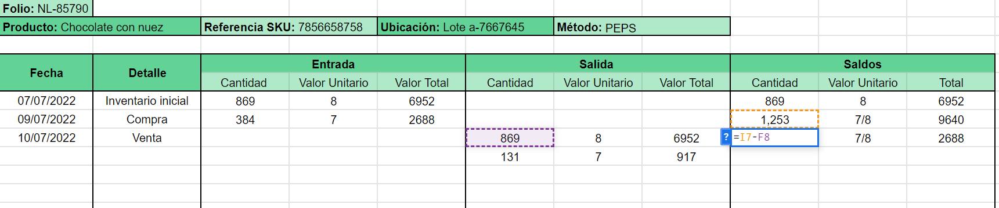 Folio: NL-85790
Producto: Chocolate con nuez Referencia SKU: 7856658758 Ubicación: Lote a-7667645 Método: PEPS
Fecha Detalle Entrada Salida Saldos
Cantidad Valor Unitario Valor Total Cantidad Valor Unitario Valor Total Cantidad Valor Unitario Total
07/07/2022 Inventario inicial 869 8 6952 869 8 6952
09/07/2022 Compra 384 7 2688 1,253 7/8 9640
10/07/2022 Venta 869 8 6952 ? =I7-F8 7/8 2688
131 7 917